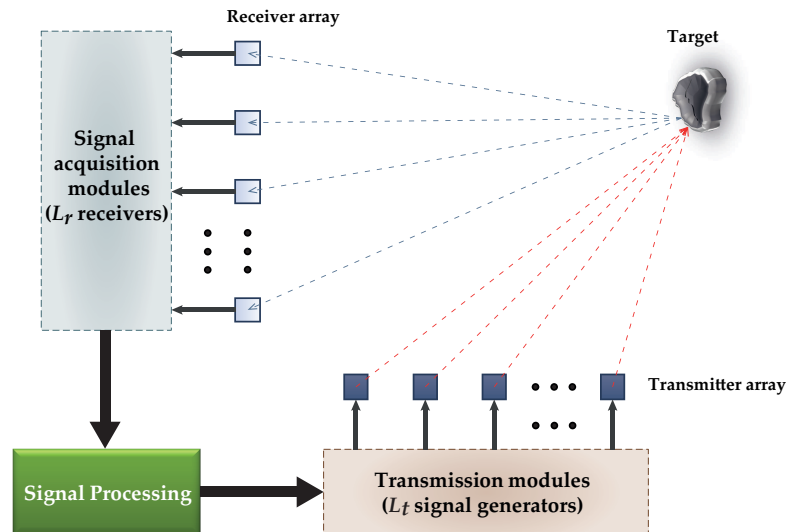 Receiver array
Target
Signal
acquisition
modules
(Lr receivers)
Transmitter array
Signal Processing
Transmission modules
(Lt signal generators)